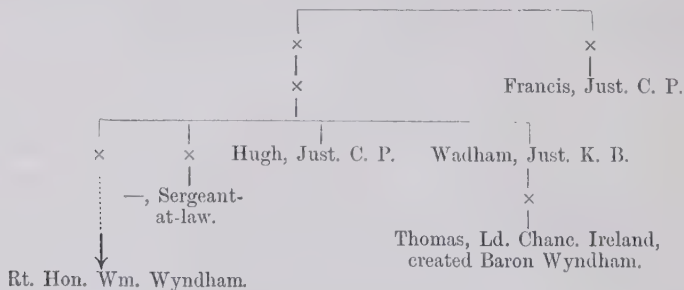 × ×
×
Francis, Just. C. P.
× × Hugh, Just. C. P. Wadham, Just. K. B.
—, Sergeant-
at-law.
×
Thomas, Ld. Chanc. Ireland,
created Baron Wyndham.
Rt. Hon. Wm. Wyndham.